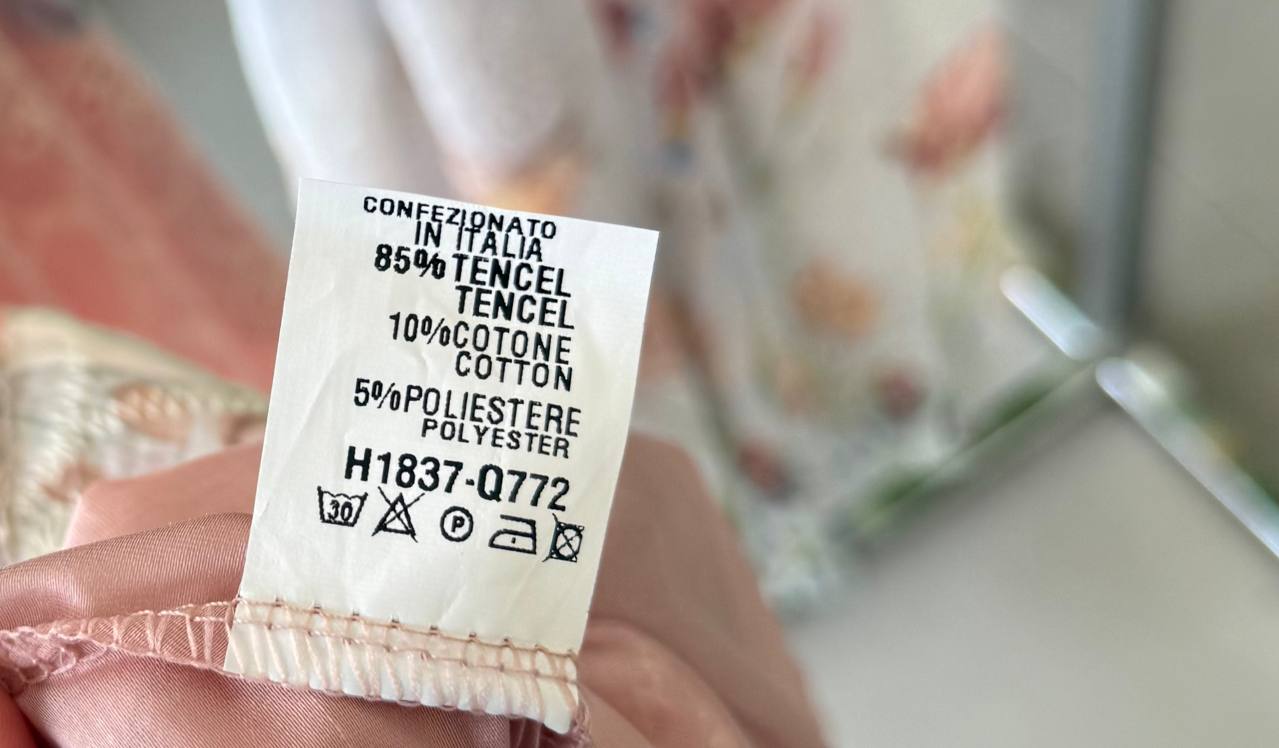 CONFEZIONATO
IN ITALIA
85% TENCEL
TENCEL
10% COTONE
COTTON
5% POLIESTERE
POLYESTER
H1837-Q772
30 P